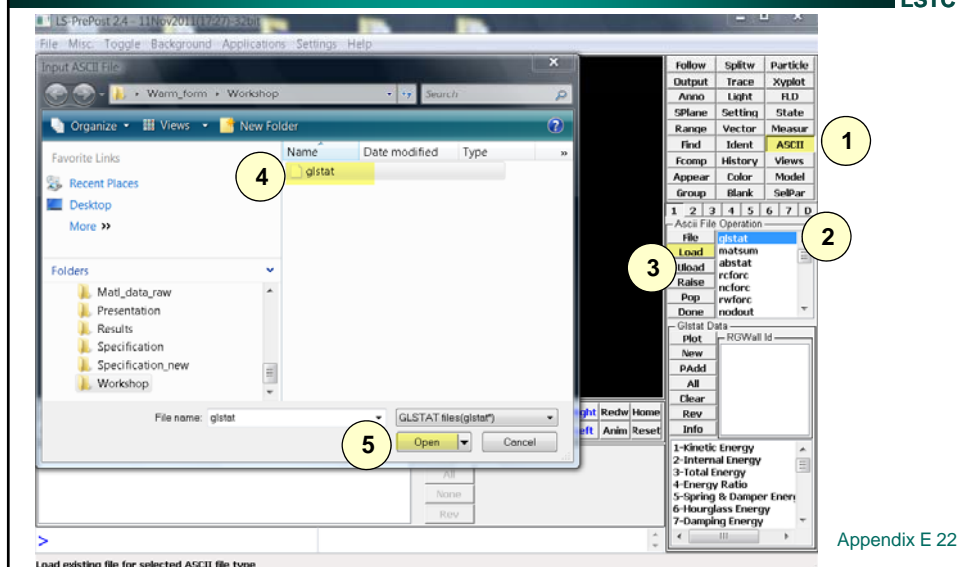 LSTC
LS-PrePost 2.4 - 11Nov2011(17:27)-32bit
File Misc. Toggle Background Applications Settings Help
Input ASCII File
Warm_form Workshop
Search
Organize Views New Folder
Favorite Links
Recent Places
Desktop
More »
Folders
Matl_data_raw
Presentation
Results
Specification
Specification_new
Workshop
Name Date modified Type »
4
glstat
File name: glstat
GLSTAT files(glstat*)
5
Open
Cancel
Follow Splitw Particle
Output Trace Xyplot
Anno Light FLD
SPlane Setting State
Range Vector Measur
Find Ident ASCII
1
Fcomp History Views
Appear Color Model
Group Blank SelPar
1 2 3 4 5 6 7 D
Ascii File Operation
2
3
File
Load
Uload
Raise
Pop
Done
glstat
matsum
abstat
rcforc
ncforc
rwforc
nodout
Glstat Data
Plot
New
PAdd
All
Clear
Rev
Info
RGWall Id
ght Redw Home
eft Anim Reset
1-Kinetic Energy
2-Internal Energy
3-Total Energy
4-Energy Ratio
5-Spring & Damper Ener
6-Hourglass Energy
7-Damping Energy
All
None
Rev
>
Load existing file for selected ASCII file type
Appendix E 22